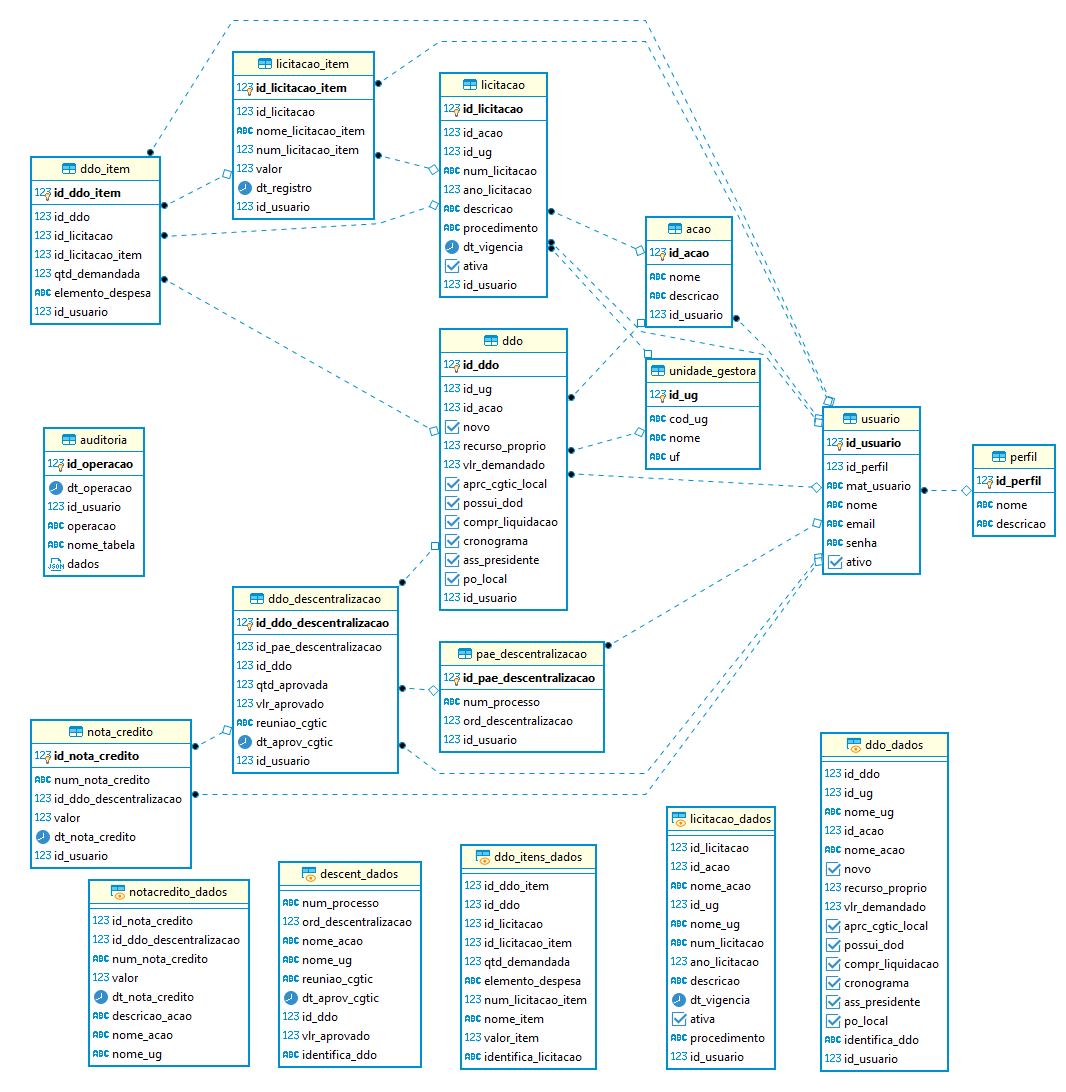 licitacao_item
123 id_licitacao_item
123 id_licitacao
ABC nome_licitacao_item
123 num_licitacao_item
123 valor
dt_registro
123 id_usuario
licitacao
123 id_licitacao
123 id_acao
123 id_ug
ABC num_licitacao
123 ano_licitacao
ABC descricao
ABC procedimento
dt_vigencia
ativa
123 id_usuario
ddo_item
123 id_ddo_item
123 id_ddo
123 id_licitacao
123 id_licitacao_item
123 qtd_demandada
ABC elemento_despesa
123 id_usuario
acao
123 id_acao
ABC nome
ABC descricao
123 id_usuario
ddo
123 id_ddo
123 id_ug
123 id_acao
novo
123 recurso_proprio
123 vlr_demandado
aprc_cgtic_local
possui_dod
compr_liquidacao
cronograma
ass_presidente
po_local
123 id_usuario
unidade_gestora
123 id_ug
ABC cod_ug
ABC nome
ABC uf
usuario
123 id_usuario
123 id_perfil
ABC mat_usuario
ABC nome
ABC email
ABC senha
ativo
perfil
123 id_perfil
ABC nome
ABC descricao
auditoria
123 id_operacao
dt_operacao
123 id_usuario
ABC operacao
ABC nome_tabela
JSON dados
ddo_descentralizacao
123 id_ddo_descentralizacao
123 id_pae_descentralizacao
123 id_ddo
123 qtd_aprovada
123 vlr_aprovado
ABC reuniao_cgtic
dt_aprov_cgtic
123 id_usuario
pae_descentralizacao
123 id_pae_descentralizacao
ABC num_processo
123 ord_descentralizacao
123 id_usuario
nota_credito
123 id_nota_credito
ABC num_nota_credito
123 id_ddo_descentralizacao
123 valor
dt_nota_credito
123 id_usuario
notacredito_dados
123 id_nota_credito
123 id_ddo_descentralizacao
ABC num_nota_credito
123 valor
dt_nota_credito
ABC descricao_acao
ABC nome_acao
ABC nome_ug
descent_dados
ABC num_processo
123 ord_descentralizacao
ABC nome_acao
ABC nome_ug
ABC reuniao_cgtic
dt_aprov_cgtic
123 id_ddo
123 vlr_aprovado
ABC identifica_ddo
ddo_itens_dados
123 id_ddo_item
123 id_ddo
123 id_licitacao
123 id_licitacao_item
123 qtd_demandada
ABC elemento_despesa
123 num_licitacao_item
ABC nome_item
123 valor_item
ABC identifica_licitacao
licitacao_dados
123 id_licitacao
123 id_acao
ABC nome_acao
123 id_ug
ABC nome_ug
ABC num_licitacao
123 ano_licitacao
ABC descricao
dt_vigencia
ativa
ABC procedimento
123 id_usuario
ddo_dados
123 id_ddo
123 id_ug
ABC nome_ug
123 id_acao
ABC nome_acao
novo
123 recurso_proprio
123 vlr_demandado
aprc_cgtic_local
possui_dod
compr_liquidacao
cronograma
ass_presidente
po_local
ABC identifica_ddo
123 id_usuario